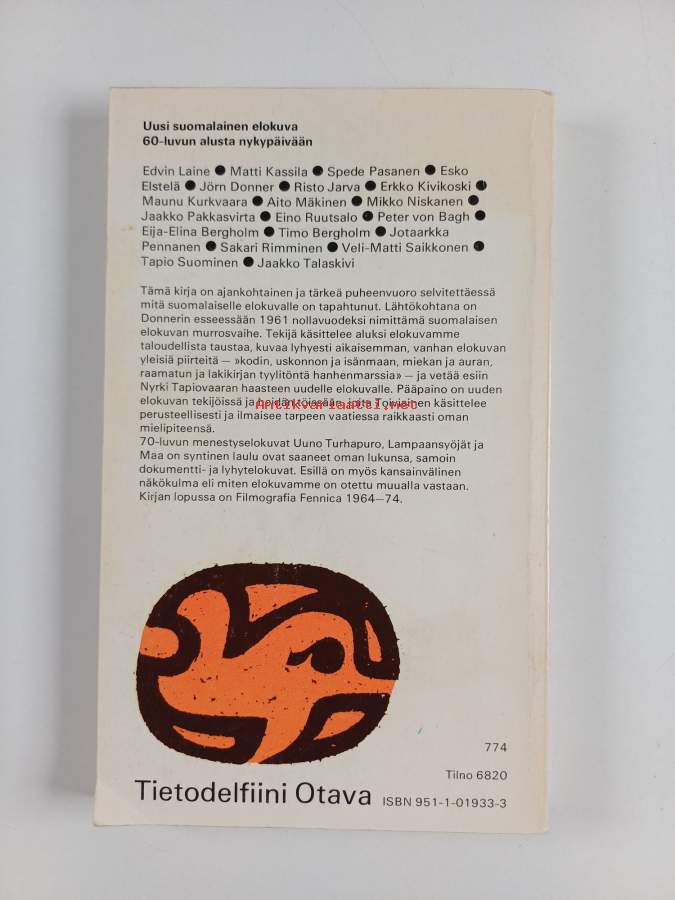 Uusi suomalainen elokuva
60-luvun alusta nykypäivään
Edvin Laine ● Matti Kassila ● Spede Pasanen ● Esko
Elstelä ● Jörn Donner ● Risto Jarva ● Erkko Kivikoski ●
Maunu Kurkvaara ● Aito Mäkinen ● Mikko Niskanen ●
Jaakko Pakkasvirta ● Eino Ruutsalo ● Peter von Bagh ●
Eija-Elina Bergholm ● Timo Bergholm ● Jotaarkka
Pennanen ● Sakari Rimminen ● Veli-Matti Saikkonen ●
Tapio Suominen ● Jaakko Talaskivi
Tämä kirja on ajankohtainen ja tärkeä puheenvuoro selvitettäessä
mitä suomalaiselle elokuvalle on tapahtunut. Lähtökohtana on
Donnerin esseessään 1961 nollavuodeksi nimittämä suomalaisen
elokuvan murrosvaihe. Tekijä käsittelee aluksi elokuvamme
taloudellista taustaa, kuvaa lyhyesti aikaisemman, vanhan elokuvan
yleisiä piirteitä — »kodin, uskonnon ja isänmaan, miekan ja auran,
raamatun ja lakikirjan tyylitöntä hanhenmarssia» — ja vetää esiin
Nyrki Tapiovaaran haasteen uudelle elokuvalle. Pääpaino on uuden
elokuvan tekijöissä ja heidän töissään, joita Toiviainen käsittelee
Antikvariaatti.net
perusteellisesti ja ilmaisee tarpeen vaatiessa raikkaasti oman
mielipiteensä.
70-luvun menestyselokuvat Uuno Turhapuro, Lampaansyöjät ja
Maa on syntinen laulu ovat saaneet oman lukunsa, samoin
dokumentti- ja lyhytelokuvat. Esillä on myös kansainvälinen
näkökulma eli miten elokuvamme on otettu muualla vastaan.
Kirjan lopussa on Filmografia Fennica 1964—74.
774
Tilno 6820
Tietodelfiini Otava ISBN 951-1-01933-3